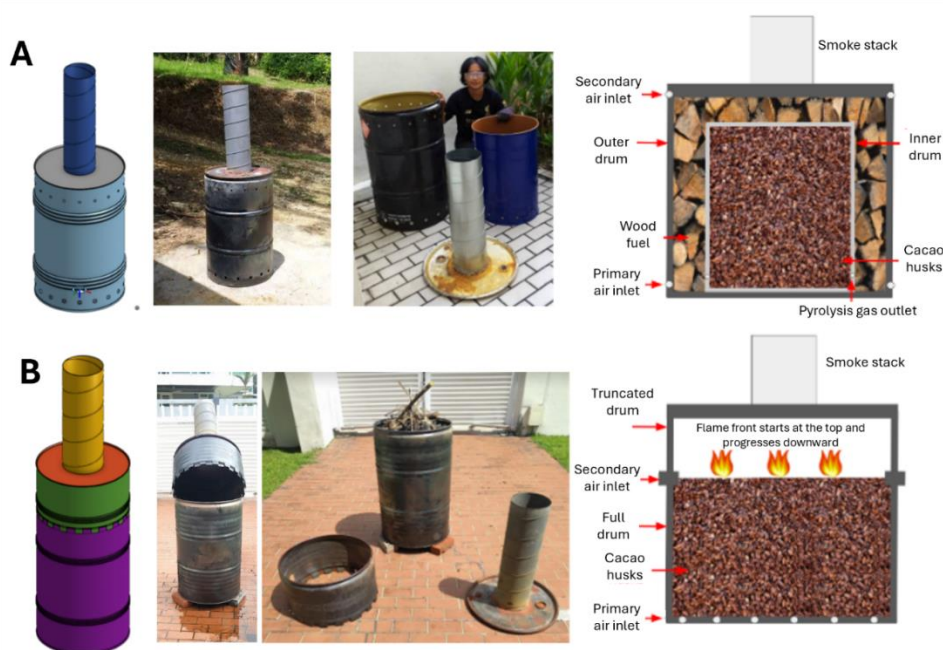 A
Smoke stack
Secondary
air inlet
Outer
drum
Inner
drum
Wood
fuel
Cacao
husks
Primary
air inlet
Pyrolysis gas outlet
B
Smoke stack
Truncated
drum
Flame front starts at the top and
progresses downward
Secondary
air inlet
Full
drum
Cacao
husks
Primary
air inlet